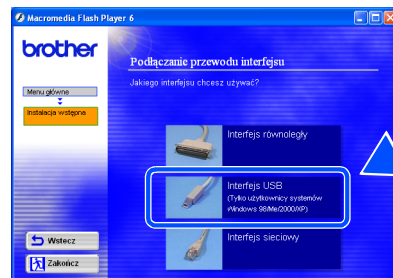 Macromedia Flash Player 6
brother
Podłączanie przewodu interfejsu
Jakiego interfejsu chcesz używać?
Menu główne
Instalacja wstępna
Interfejs równoległy
Interfejs USB
(Tylko użytkownicy systemów
Windows 98/Me/2000/XP)
Interfejs sieciowy
Wstecz
Zakończ